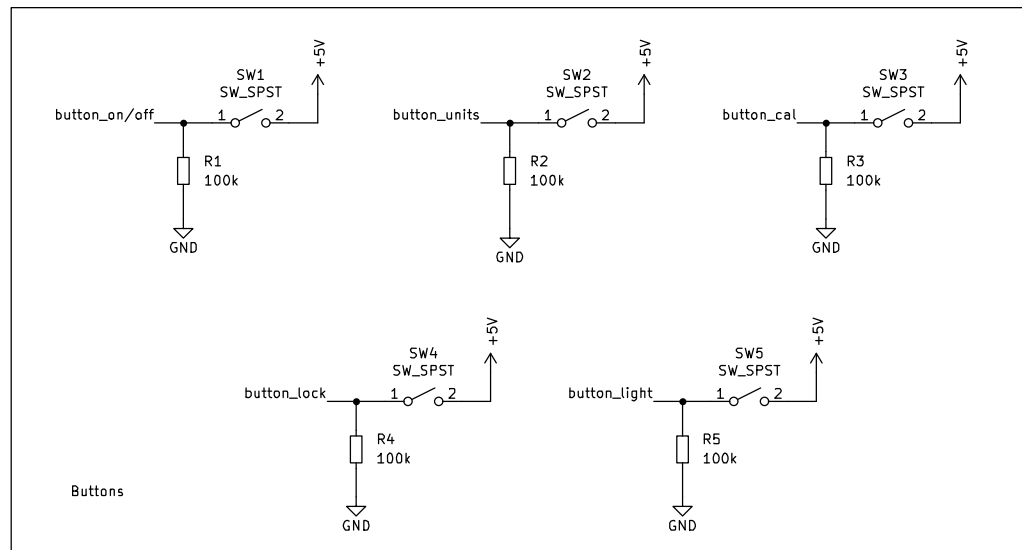 +5V
SW1
SW_SPST
button_on/off
1
2
R1
100k
GND
+5V
SW2
SW_SPST
button_units
1
2
R2
100k
GND
+5V
SW3
SW_SPST
button_cal
1
2
R3
100k
GND
+5V
SW4
SW_SPST
button_lock
1
2
R4
100k
GND
+5V
SW5
SW_SPST
button_light
1
2
R5
100k
GND
Buttons